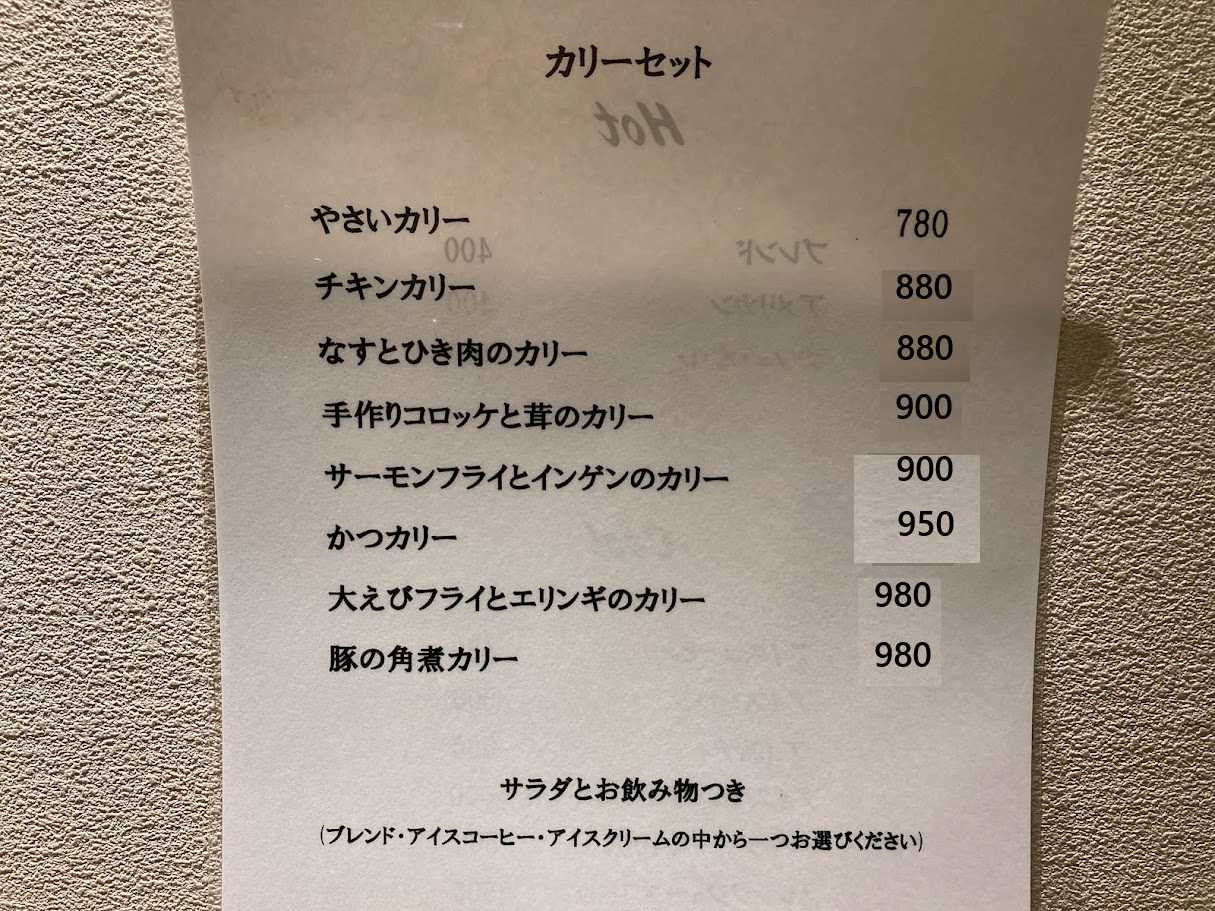 カリーセット
Hot
やさいカリー 780
チキンカリー 880
なすとひき肉のカリー 880
手作りコロッケと茸のカリー 900
サーモンフライとインゲンのカリー 900
かつカリー 950
大えびフライとエリンギのカリー 980
豚の角煮カリー 980
サラダとお飲み物つき
(ブレンド・アイスコーヒー・アイスクリームの中から一つお選びください)